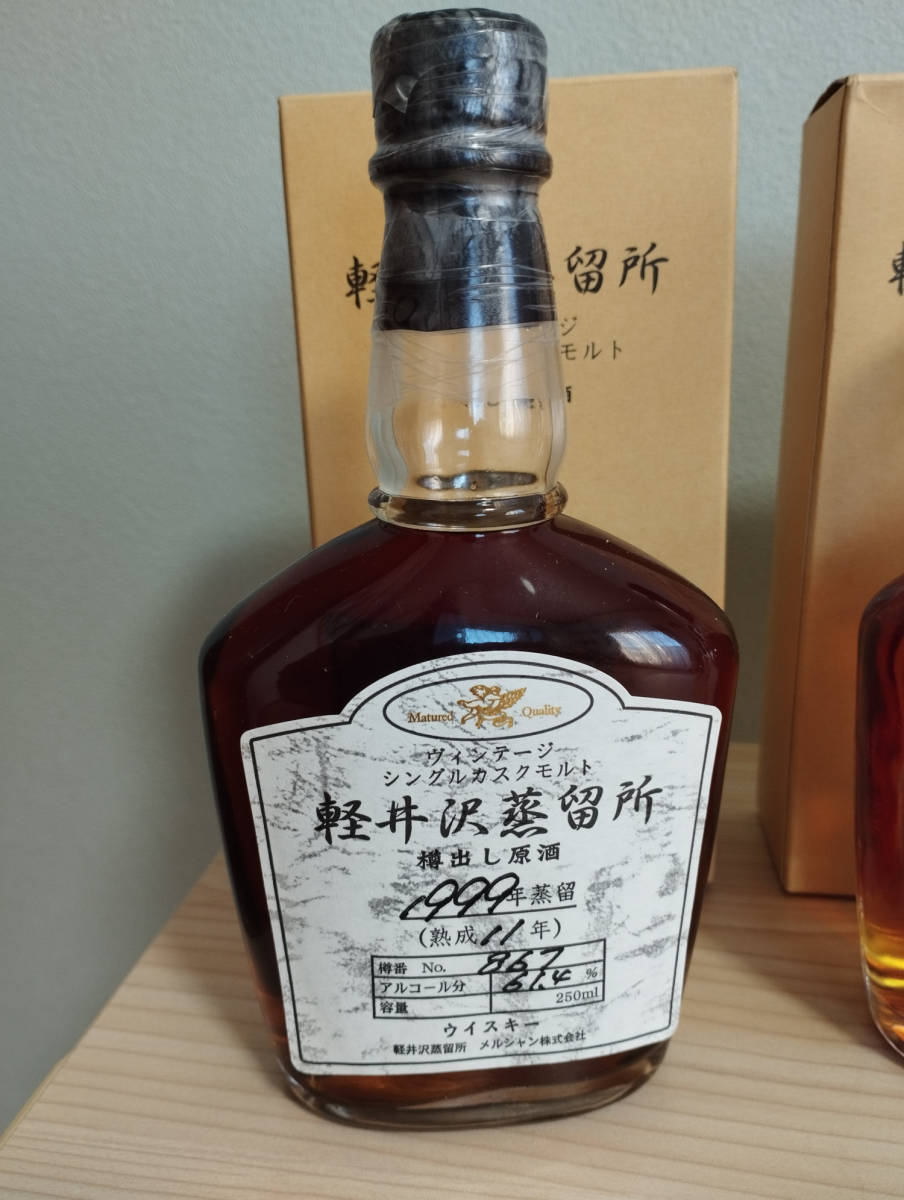 軽 留所
ジ
モルト
酒
Matured Quality
ヴィンテージ
シングルカスクモルト
軽井沢蒸留所
樽出し原酒
1999年蒸留
(熟成11年)
樽番 No. 867
アルコール分 61.4 %
容量 250ml
ウイスキー
軽井沢蒸留所 メルシャン株式会社